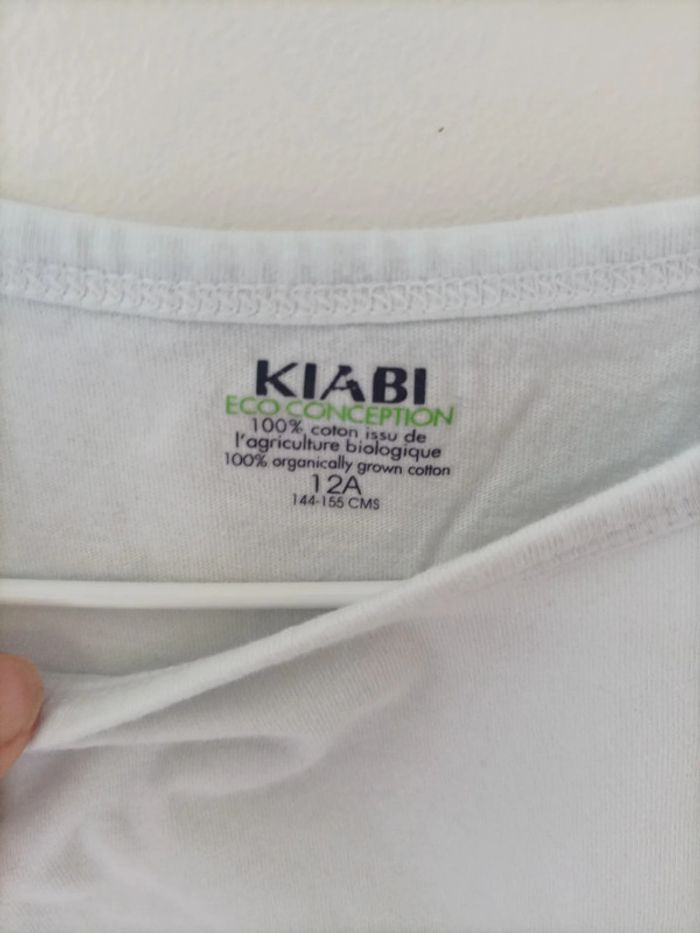 KIABI
ECO CONCEPTION
100% coton issu de
l'agriculture biologique
100% organically grown cotton
12A
144-155 CMS